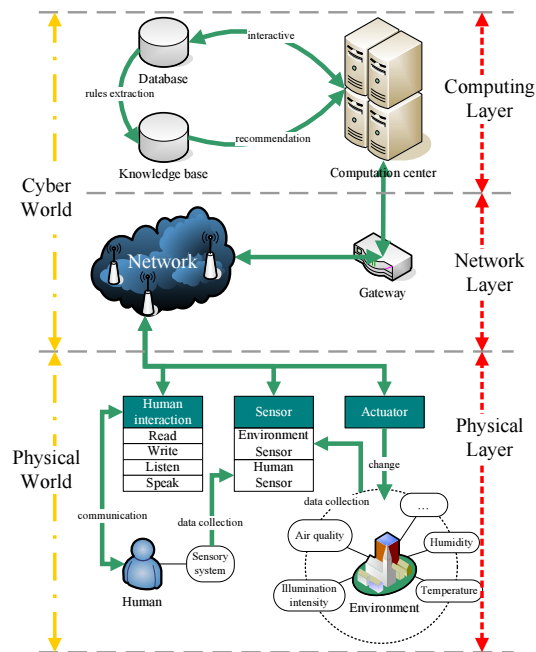 interactive
Database
rules extraction
Computing
Layer
recommendation
Knowledge base
Computation center
Cyber
World
Network
Gateway
Network
Layer
Human
interaction
Read
Write
Listen
Speak
Sensor
Environment
Sensor
Human
Sensor
Actuator
Physical
Layer
Physical
World
change
communication
data collection
data collection
...
Air quality
Humidity
Sensory
system
Human
Illumination
intensity
Temperature
Environment